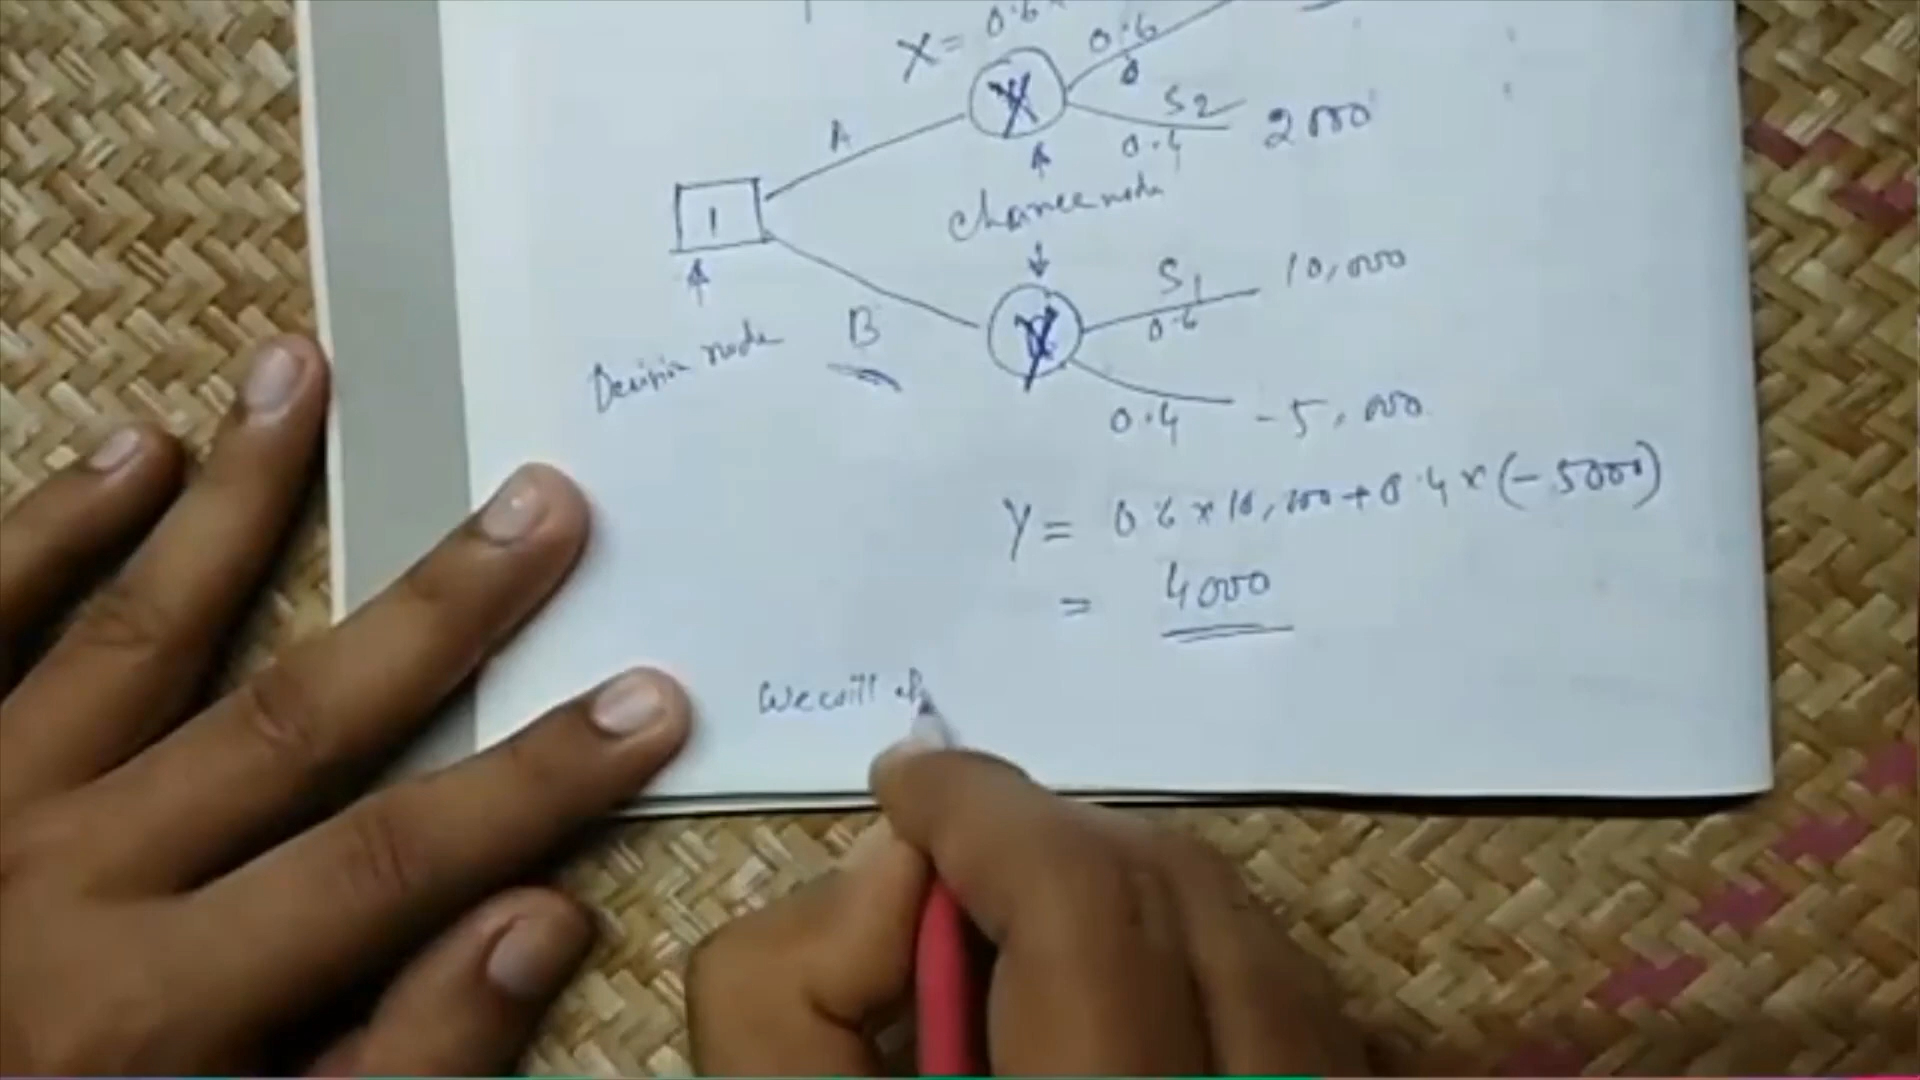 X = 0.6x
0.6
X
S2
2000
0.4
A
Chance node
1
S1
10,000
0.6
Decision node
B
Y
0.4
-5,000
Y = 0.6 x 10,000 + 0.4 x (-5000)
= 4000
We will